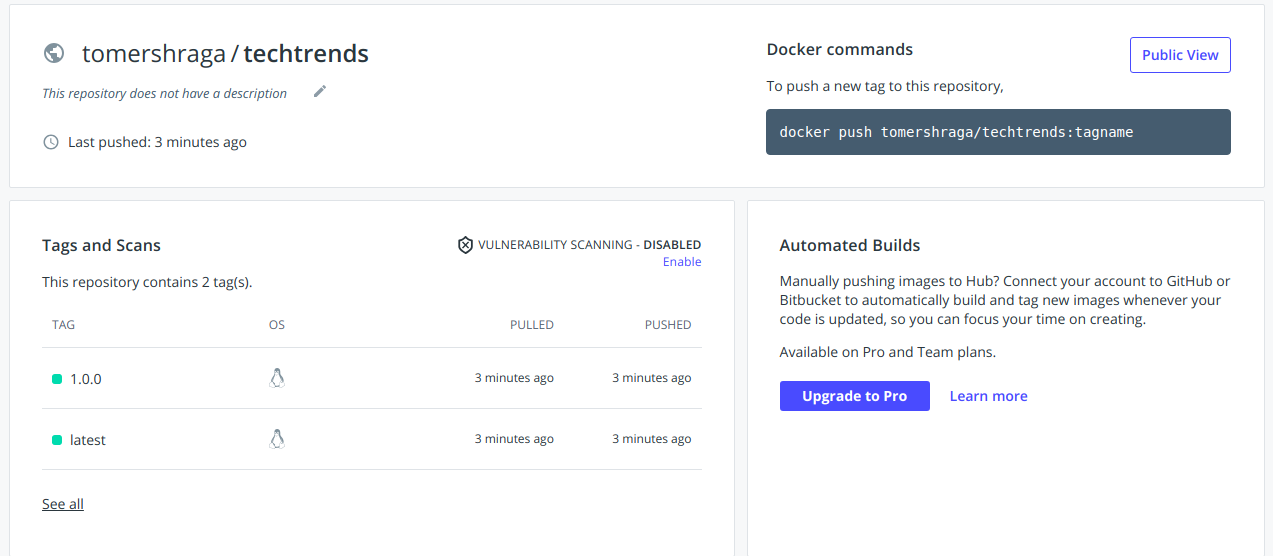 tomershraga / techtrends
This repository does not have a description
Last pushed: 3 minutes ago
Docker commands
Public View
To push a new tag to this repository,
docker push tomershraga/techtrends:tagname
Tags and Scans
VULNERABILITY SCANNING - DISABLED
Enable
This repository contains 2 tag(s).
TAG OS PULLED PUSHED
1.0.0 3 minutes ago 3 minutes ago
latest 3 minutes ago 3 minutes ago
See all
Automated Builds
Manually pushing images to Hub? Connect your account to GitHub or
Bitbucket to automatically build and tag new images whenever your
code is updated, so you can focus your time on creating.
Available on Pro and Team plans.
Upgrade to Pro Learn more